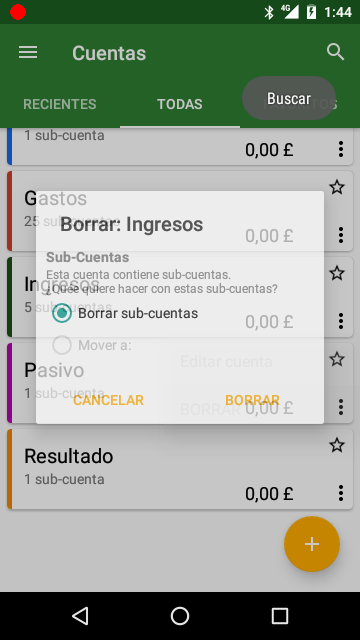 4G 1:44
Cuentas
Buscar
RECIENTES TODAS
1 sub-cuenta
0,00 £
Gastos
25 sub-cuentas
0,00 £
Borrar: Ingresos
Sub-Cuentas
Esta cuenta contiene sub-cuentas.
¿Quée quiere hacer con estas sub-cuentas?
Ingresos
5 sub-cuentas
Borrar sub-cuentas
0,00 £
Mover a:
Editar cuenta
Pasivo
1 sub-cuenta
CANCELAR
BORRAR
BORRAR
0,00 £
Resultado
1 sub-cuenta
0,00 £